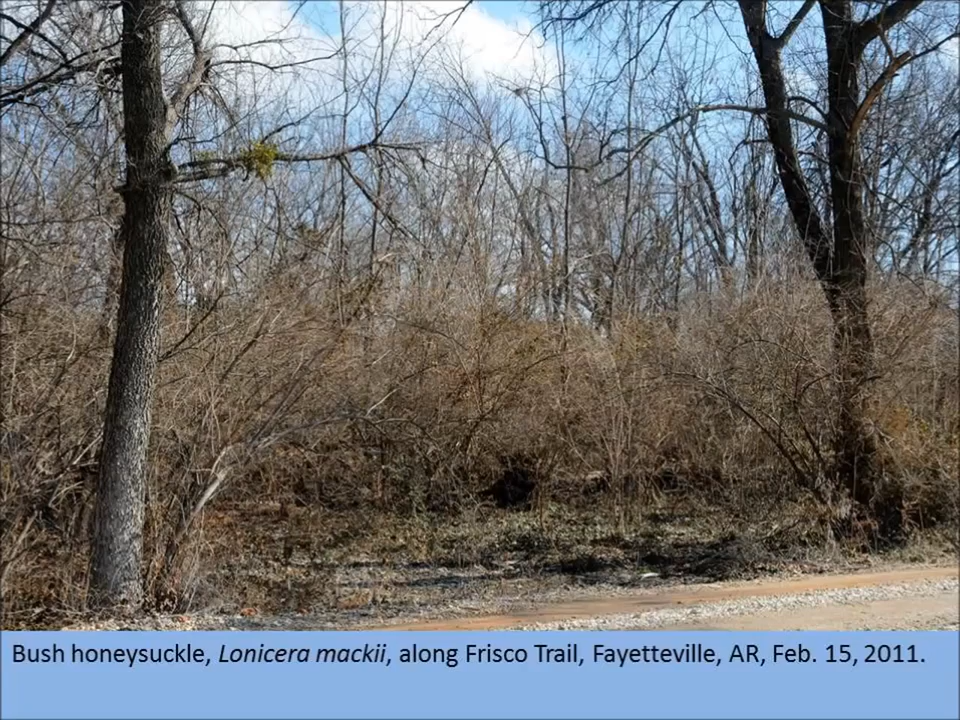 Bush honeysuckle, Lonicera mackii, along Frisco Trail, Fayetteville, AR, Feb. 15, 2011.